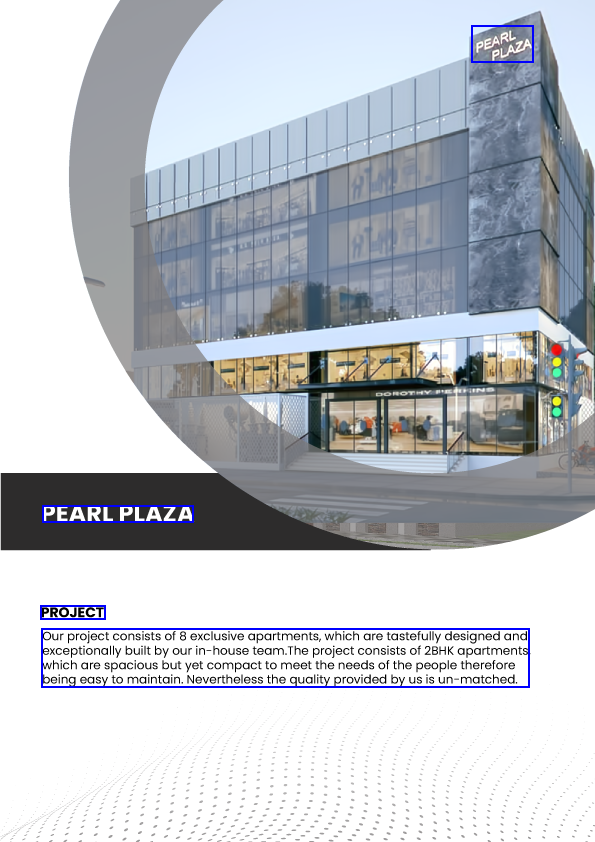 PEARL
PLAZA
DOROTHY PERKINS
PEARL PLAZA
PROJECT
Our project consists of 8 exclusive apartments, which are tastefully designed and
exceptionally built by our in-house team.The project consists of 2BHK apartments
which are spacious but yet compact to meet the needs of the people therefore
being easy to maintain. Nevertheless the quality provided by us is un-matched.